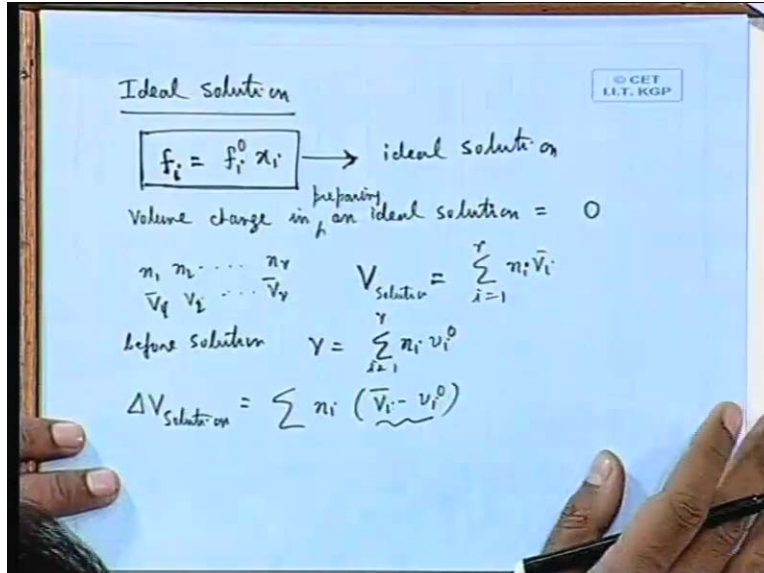 Ideal solution
© CET
I.I.T. KGP
fᵢ = fᵢ⁰ xᵢ → ideal solution
Volume change in preparing an ideal solution = 0
n₁ n₂ .... nᵣ
V̄₁ V̄₂ ... V̄ᵣ
V_solution = Σᵢ₌₁ʳ nᵢ V̄ᵢ
before solution V = Σᵢ₌₁ʳ nᵢ vᵢ⁰
ΔV_solution = Σ nᵢ (V̄ᵢ - vᵢ⁰)